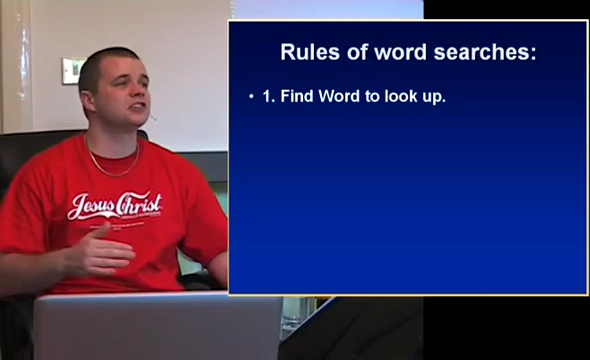 Rules of word searches:
• 1. Find Word to look up.
Jesus Christ